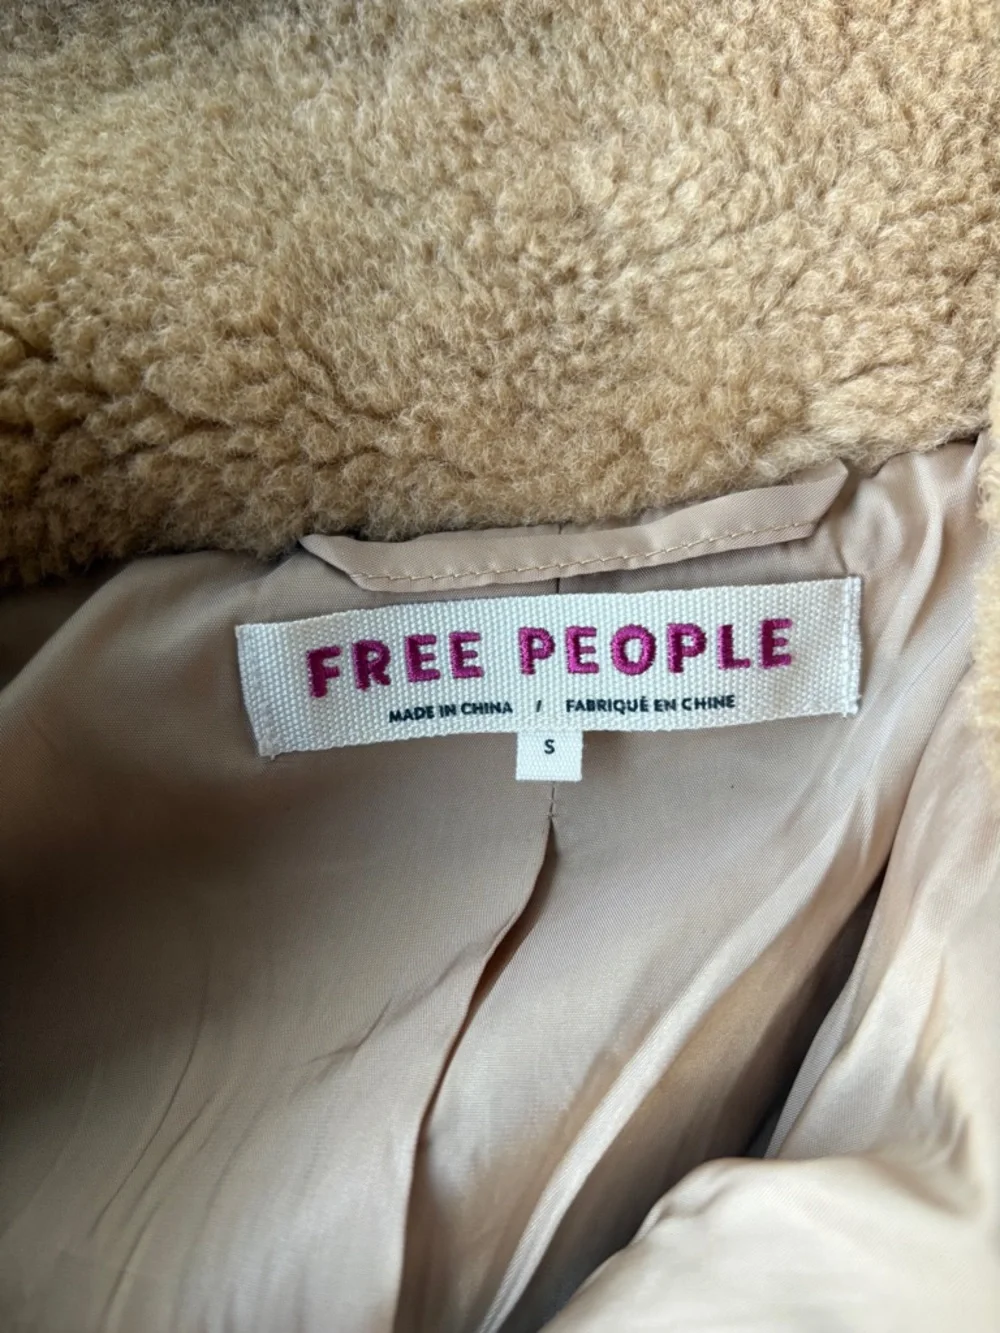 FREE PEOPLE
MADE IN CHINA / FABRIQUÉ EN CHINE
S